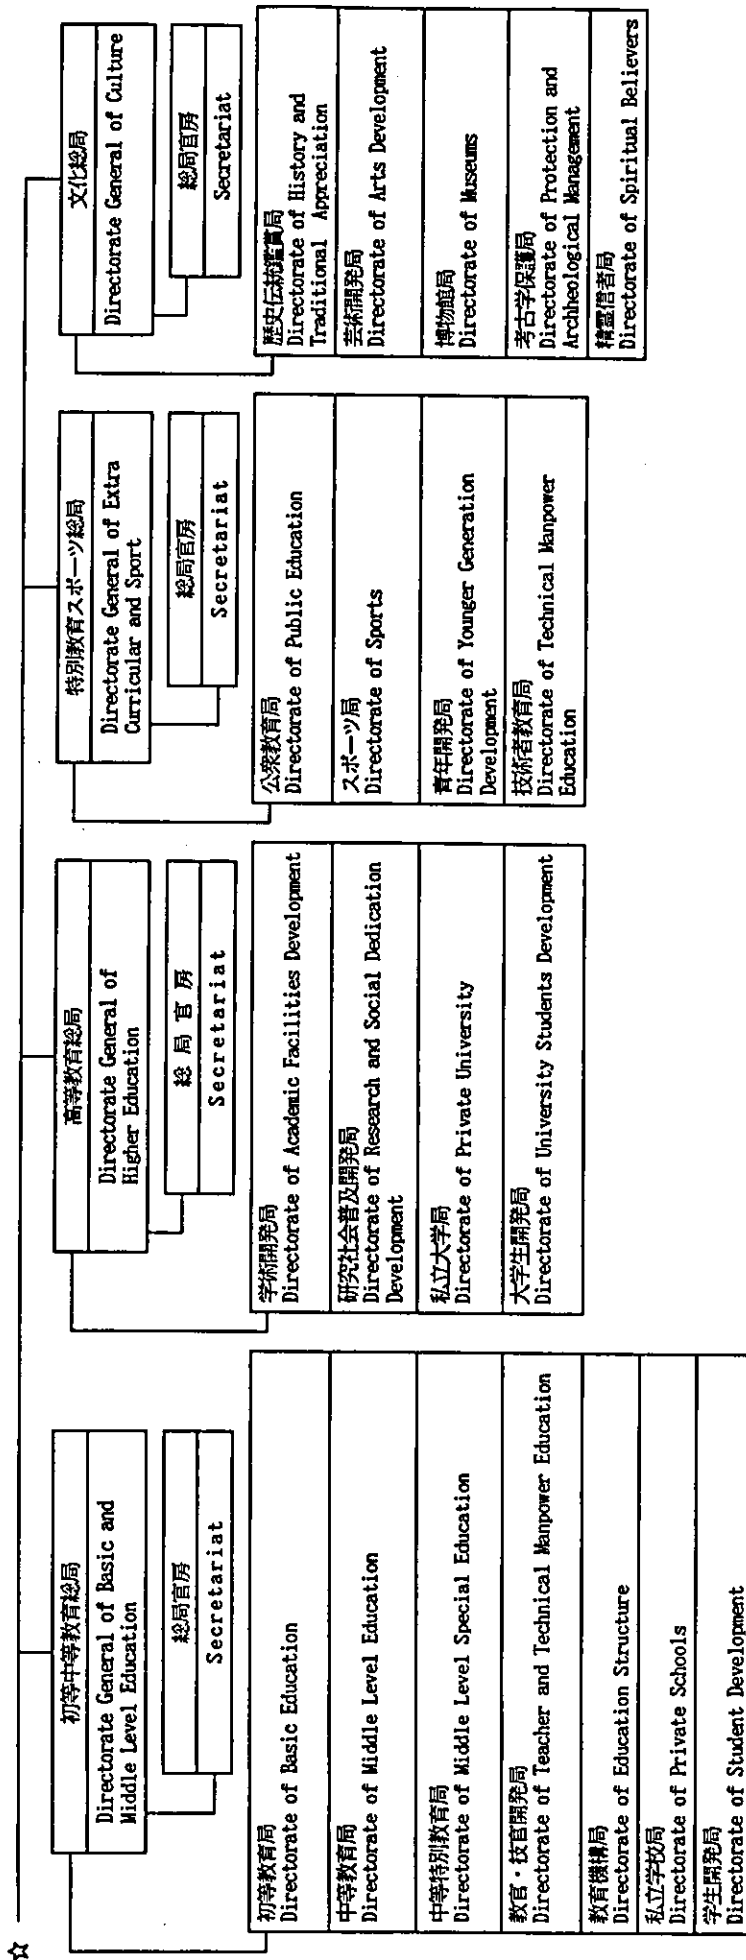 ☆
初等中等教育総局
Directorate General of Basic and
Middle Level Education
総局官房
Secretariat
初等教育局
Directorate of Basic Education
中等教育局
Directorate of Middle Level Education
中等特別教育局
Directorate of Middle Level Special Education
教官・技官開発局
Directorate of Teacher and Technical Manpower Education
教育機構局
Directorate of Education Structure
私立学校局
Directorate of Private Schools
学生開発局
Directorate of Student Development
高等教育総局
Directorate General of
Higher Education
総局官房
Secretariat
学術開発局
Directorate of Academic Facilities Development
研究社会普及開発局
Directorate of Research and Social Dedication
Development
私立大学局
Directorate of Private University
大学生開発局
Directorate of University Students Development
特別教育スポーツ総局
Directorate General of Extra
Curricular and Sport
総局官房
Secretariat
公衆教育局
Directorate of Public Education
スポーツ局
Directorate of Sports
青年開発局
Directorate of Younger Generation
Development
技術者教育局
Directorate of Technical Manpower
Education
文化総局
Directorate General of Culture
総局官房
Secretariat
歴史伝統鑑賞局
Directorate of History and
Traditional Appreciation
芸術開発局
Directorate of Arts Development
博物館局
Directorate of Museums
考古学保護局
Directorate of Protection and
Archheological Management
精霊信者局
Directorate of Spiritual Believers